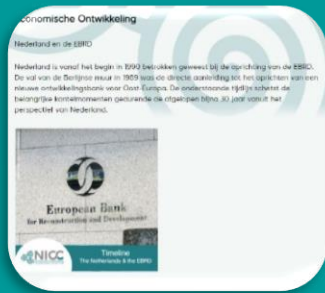 conomische Ontwikkeling
Nederland en de EBRD
Nederland is vanaf het begin in 1990 betrokken geweest bij de oprichting van de EBRD.
De val van de Berlijnse muur in 1989 was de directe aanleiding tot het oprichten van een
nieuwe ontwikkelingsbank voor Oost-Europa. De onderstaande tijdlijn schetst de
belangrijke kantelmomenten gedurende de afgelopen bijna 30 jaar vanuit het
perspectief van Nederland.
European Bank
for Reconstruction and Development
NICC
Timeline
The Netherlands & the EBRD